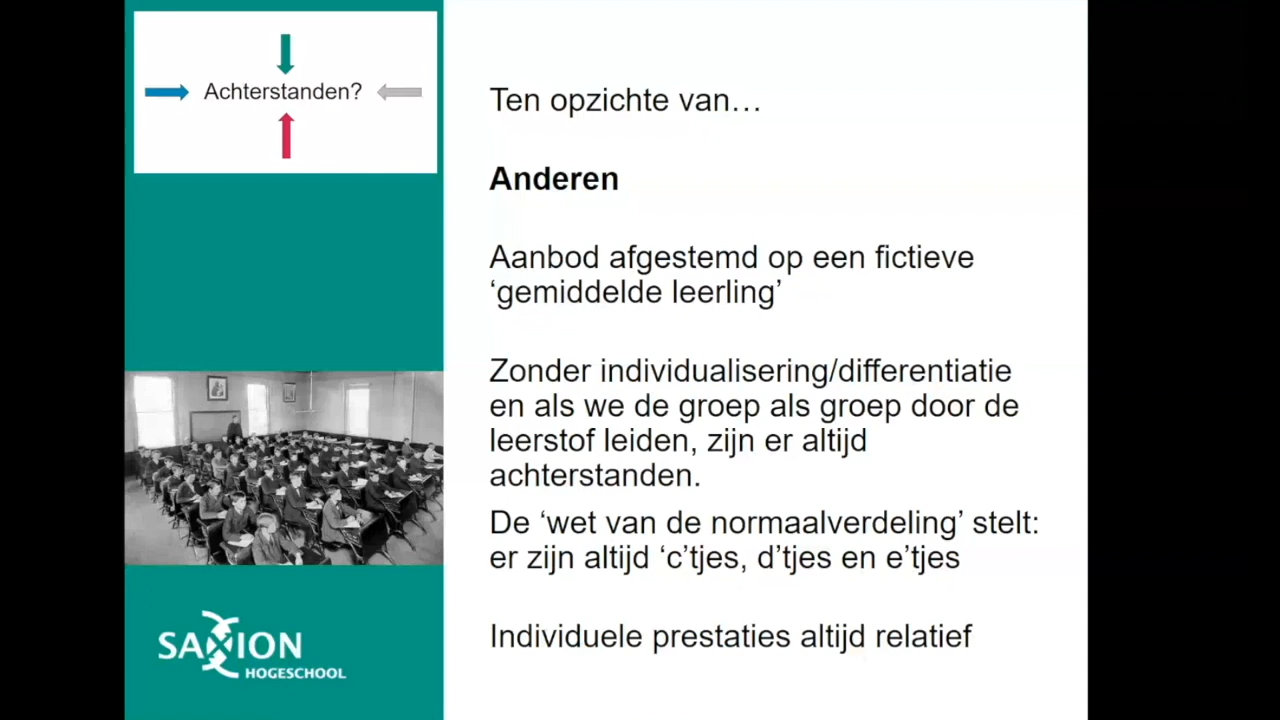 Achterstanden?
Ten opzichte van…
Anderen
Aanbod afgestemd op een fictieve
‘gemiddelde leerling’
Zonder individualisering/differentiatie
en als we de groep als groep door de
leerstof leiden, zijn er altijd
achterstanden.
De ‘wet van de normaalverdeling’ stelt:
er zijn altijd ‘c’tjes, d’tjes en e’tjes
Individuele prestaties altijd relatief
SAXION
HOGESCHOOL